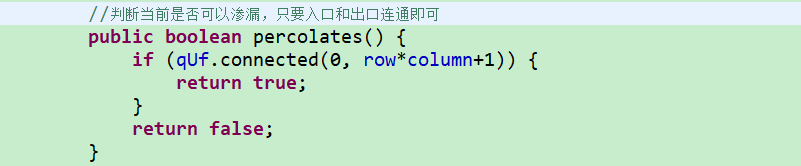 //判断当前是否可以渗漏，只要入口和出口连通即可
public boolean percolates() {
if (qUf.connected(0, row*column+1)) {
return true;
}
return false;
}